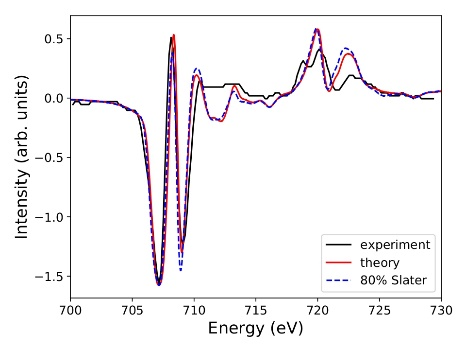 0.5
0.0
−0.5
−1.0
−1.5
Intensity (arb. units)
experiment
theory
80% Slater
700 705 710 715 720 725 730
Energy (eV)